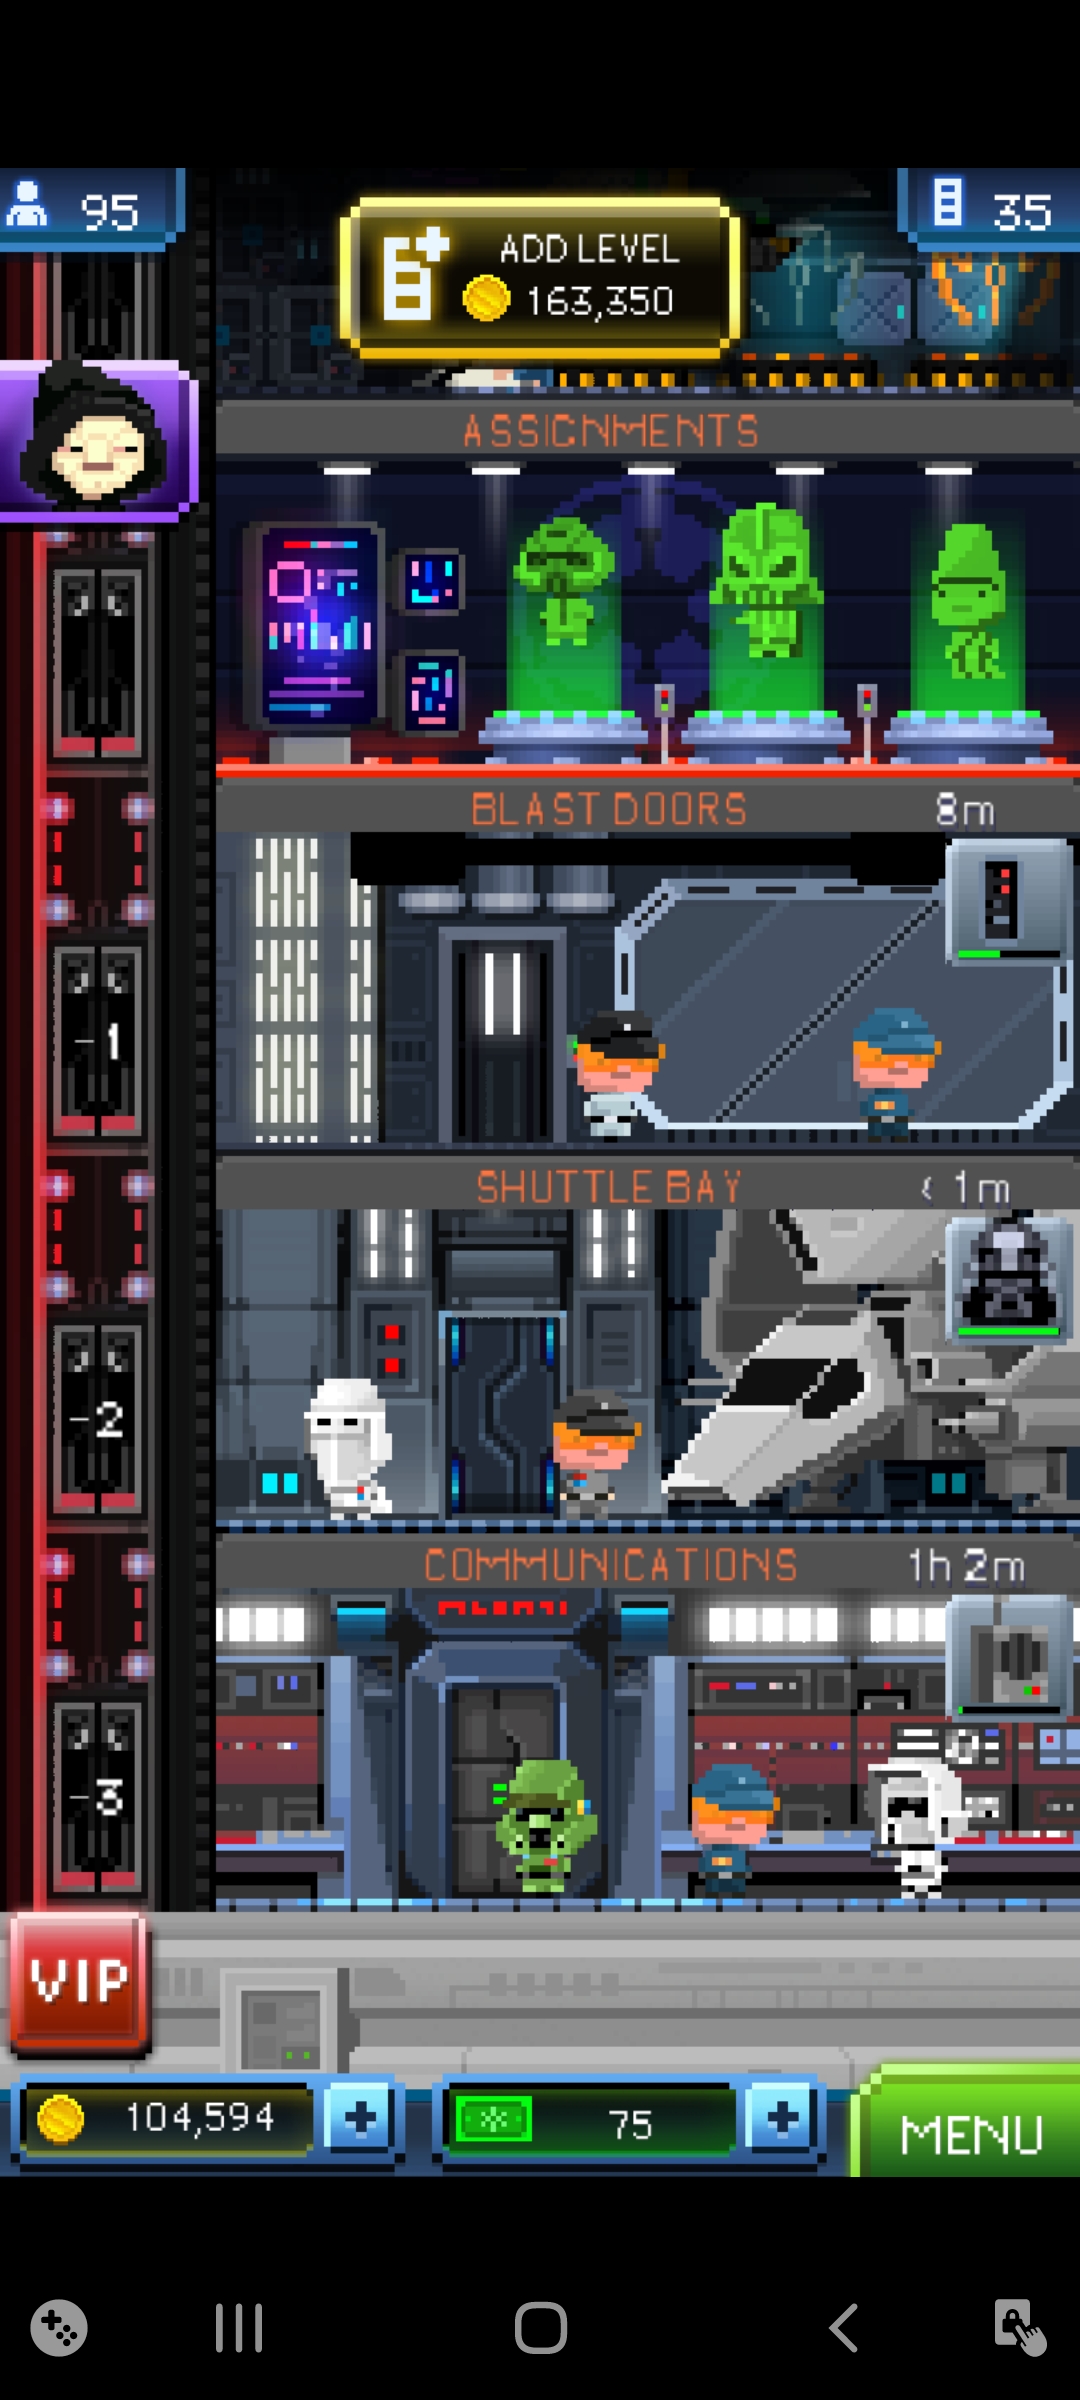 95
ADD LEVEL
163,350
35
ASSIGNMENTS
BLAST DOORS 8m
-1
SHUTTLE BAY < 1m
-2
COMMUNICATIONS 1h 2m
-3
VIP
104,594 + 75 + MENU